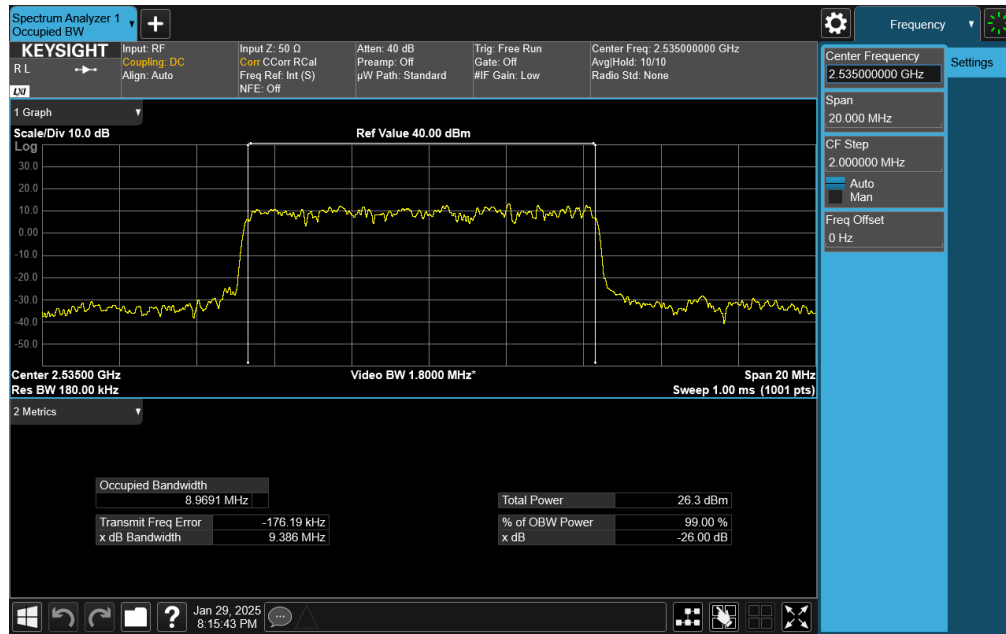 Spectrum Analyzer 1
Occupied BW
Frequency
KEYSIGHT
R L
LXI
Input: RF
Coupling: DC
Align: Auto
Input Z: 50 Ω
Corr CCorr RCal
Freq Ref: Int (S)
NFE: Off
Atten: 40 dB
Preamp: Off
µW Path: Standard
Trig: Free Run
Gate: Off
#IF Gain: Low
Center Freq: 2.535000000 GHz
Avg|Hold: 10/10
Radio Std: None
Center Frequency
2.535000000 GHz
Settings
Span
20.000 MHz
CF Step
2.000000 MHz
Auto
Man
Freq Offset
0 Hz
1 Graph
Scale/Div 10.0 dB
Ref Value 40.00 dBm
Log
30.0
20.0
10.0
0.00
-10.0
-20.0
-30.0
-40.0
-50.0
Center 2.53500 GHz
Video BW 1.8000 MHz*
Span 20 MHz
Res BW 180.00 kHz
Sweep 1.00 ms (1001 pts)
2 Metrics
Occupied Bandwidth
8.9691 MHz
Total Power 26.3 dBm
Transmit Freq Error -176.19 kHz
% of OBW Power 99.00 %
x dB Bandwidth 9.386 MHz
x dB -26.00 dB
?
Jan 29, 2025
8:15:43 PM